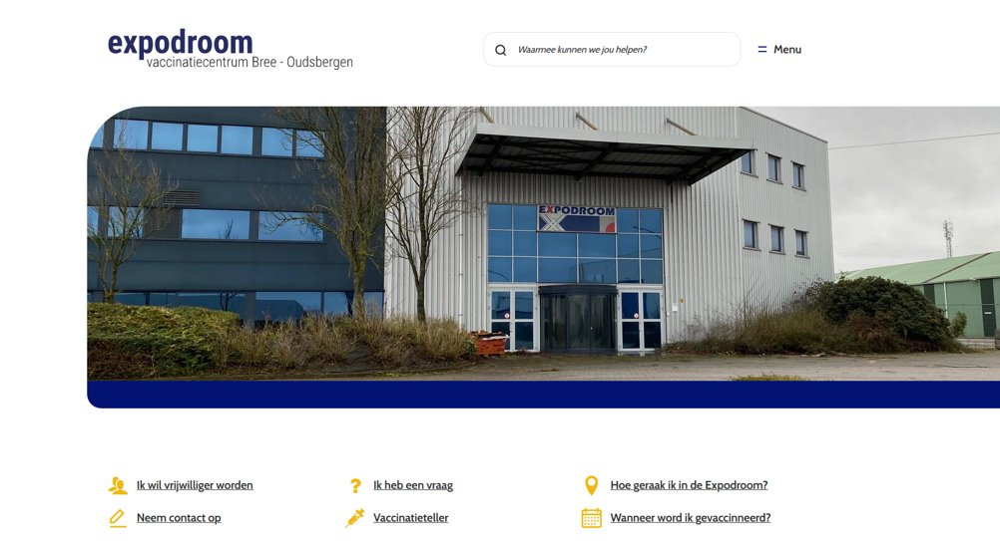 expodroom
vaccinatiecentrum Bree - Oudsbergen
Waarmee kunnen we jou helpen?
Menu
EXPODROOM
Ik wil vrijwilliger worden
Ik heb een vraag
Hoe geraak ik in de Expodroom?
Neem contact op
Vaccinatieteller
Wanneer word ik gevaccinneerd?